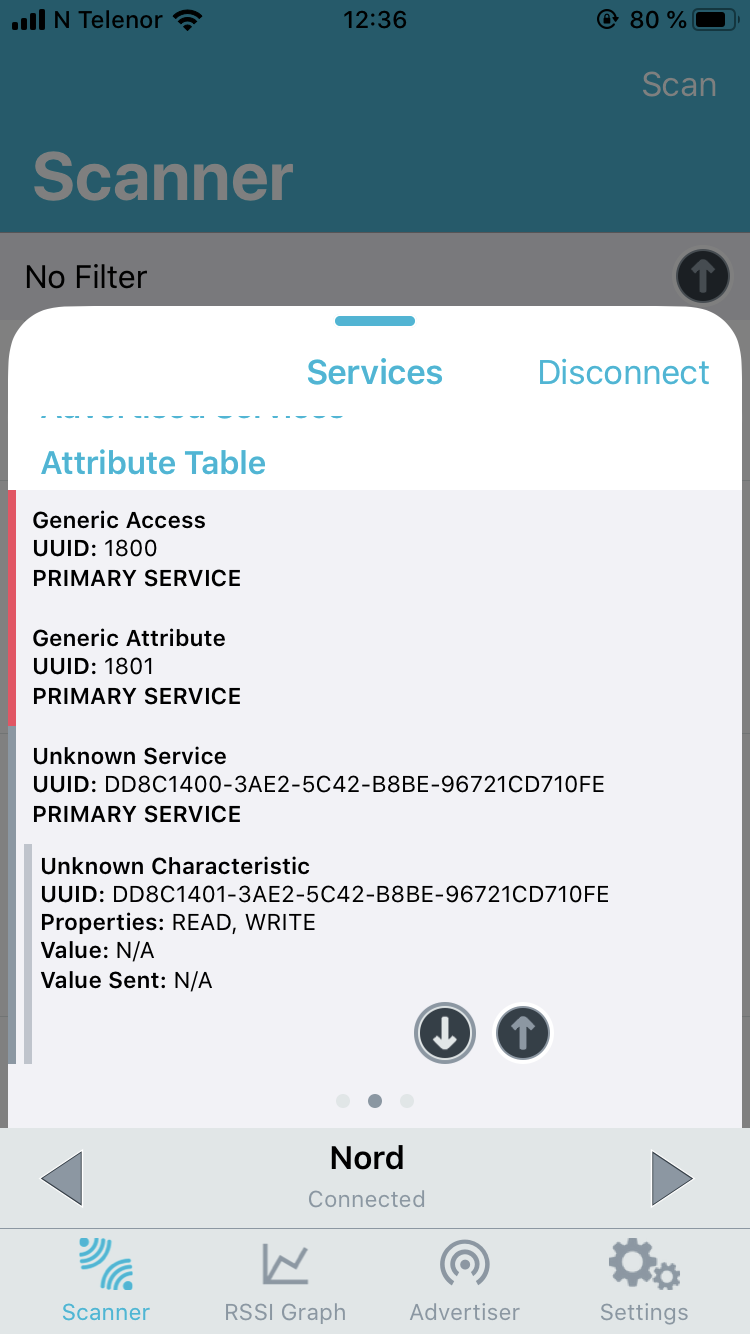 N Telenor 12:36 80 %
Scan
Scanner
No Filter
Services Disconnect
Attribute Table
Generic Access
UUID: 1800
PRIMARY SERVICE
Generic Attribute
UUID: 1801
PRIMARY SERVICE
Unknown Service
UUID: DD8C1400-3AE2-5C42-B8BE-96721CD710FE
PRIMARY SERVICE
Unknown Characteristic
UUID: DD8C1401-3AE2-5C42-B8BE-96721CD710FE
Properties: READ, WRITE
Value: N/A
Value Sent: N/A
Nord
Connected
Scanner RSSI Graph Advertiser Settings